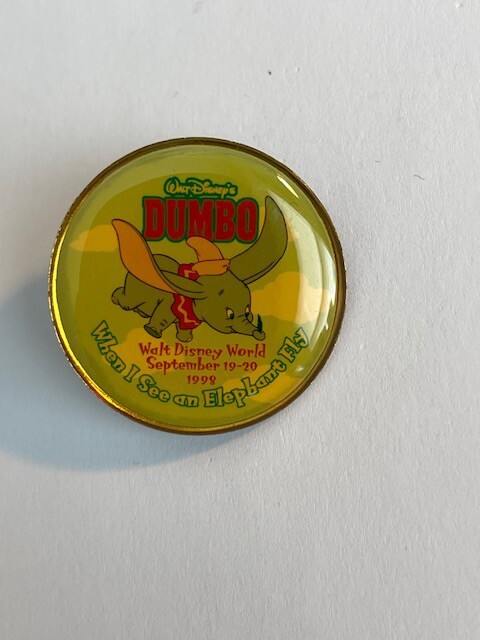 Walt Disney's
DUMBO
Walt Disney World
September 19-20
1998
When I See an Elephant Fly